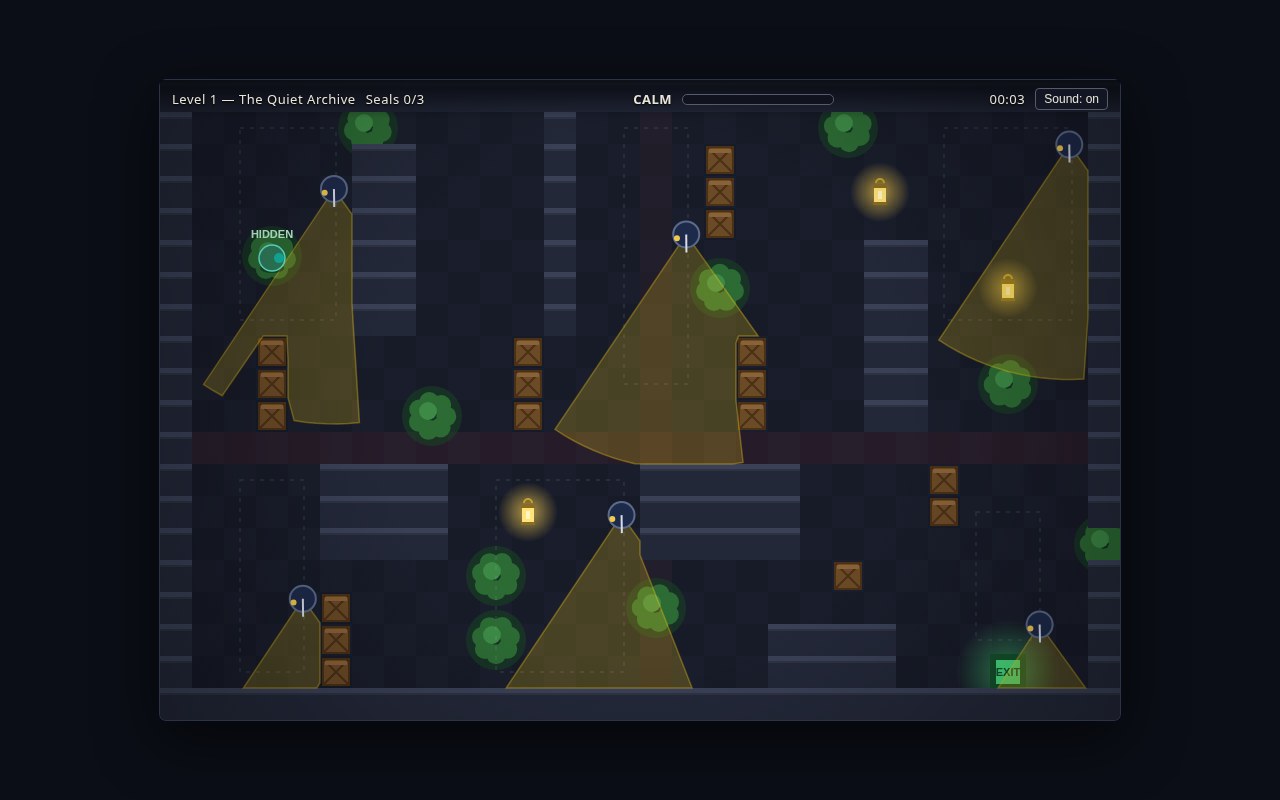 Level 1 — The Quiet Archive Seals 0/3 CALM 00:03 Sound: on
HIDDEN
EXIT